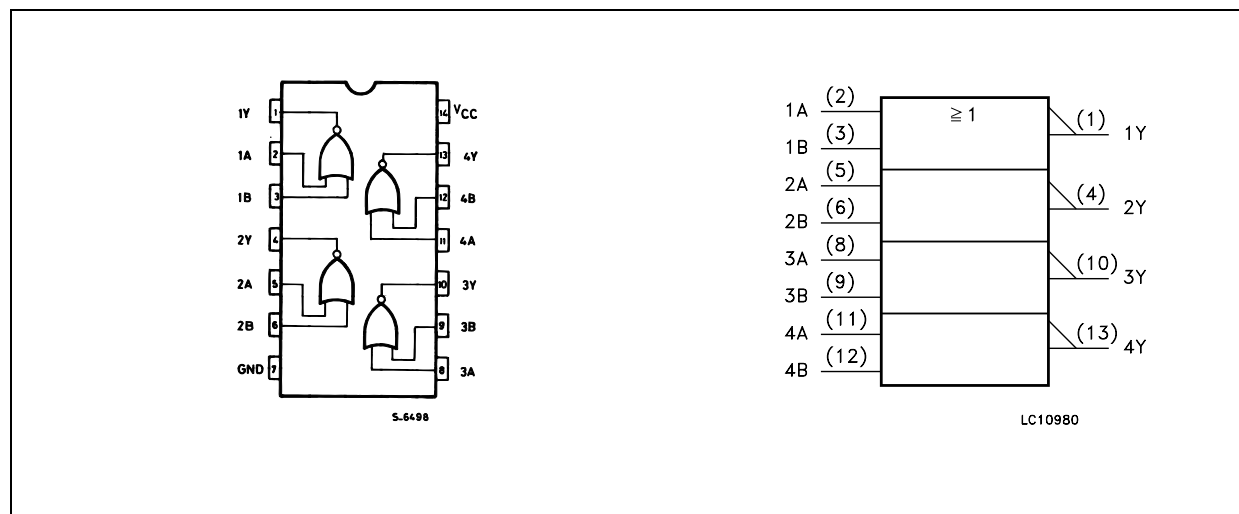 1Y 1 14 VCC
1A 2 13 4Y
1B 3 12 4B
2Y 4 11 4A
2A 5 10 3Y
2B 6 9 3B
GND 7 8 3A
S-6498
1A (2) ≧ 1 (1) 1Y
1B (3)
2A (5) (4) 2Y
2B (6)
3A (8) (10) 3Y
3B (9)
4A (11) (13) 4Y
4B (12)
LC10980